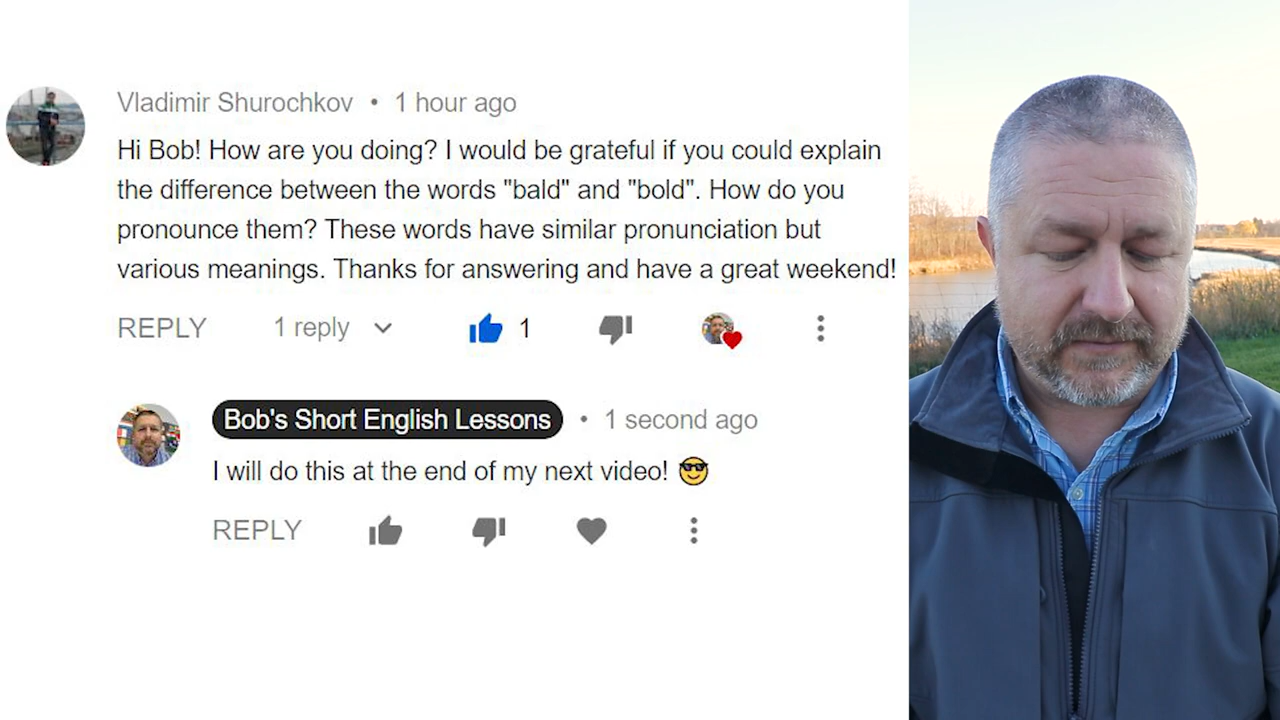 Vladimir Shurochkov • 1 hour ago
Hi Bob! How are you doing? I would be grateful if you could explain
the difference between the words "bald" and "bold". How do you
pronounce them? These words have similar pronunciation but
various meanings. Thanks for answering and have a great weekend!
REPLY 1 reply 1
Bob's Short English Lessons • 1 second ago
I will do this at the end of my next video! 😎
REPLY